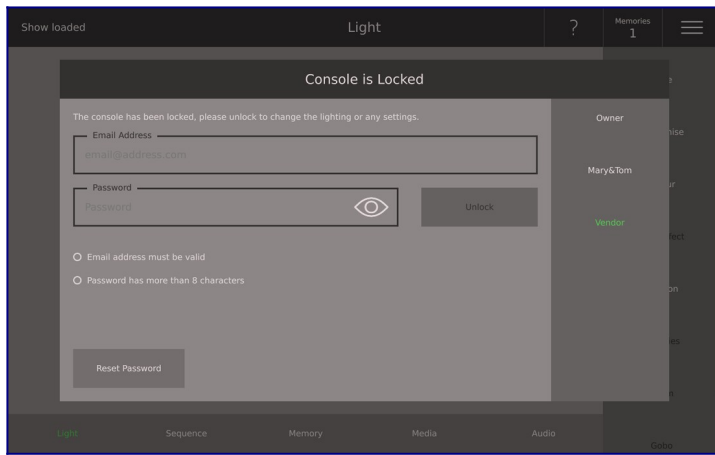 Show loaded
Light
?
Memories
1
Console is Locked
The console has been locked, please unlock to change the lighting or any settings.
Email Address
email@address.com
Password
Password
Unlock
Email address must be valid
Password has more than 8 characters
Reset Password
Owner
Mary&Tom
Vendor
Light
Sequence
Memory
Media
Audio
Gobo